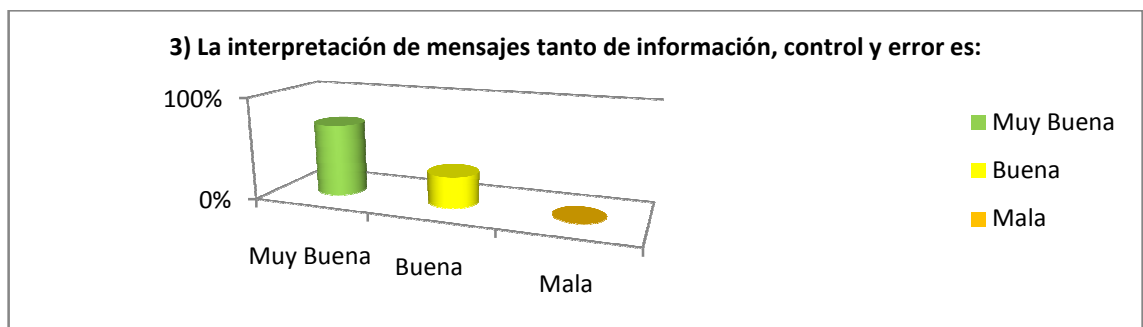 3) La interpretación de mensajes tanto de información, control y error es:
100%
0%
Muy Buena
Buena
Mala
Muy Buena
Buena
Mala